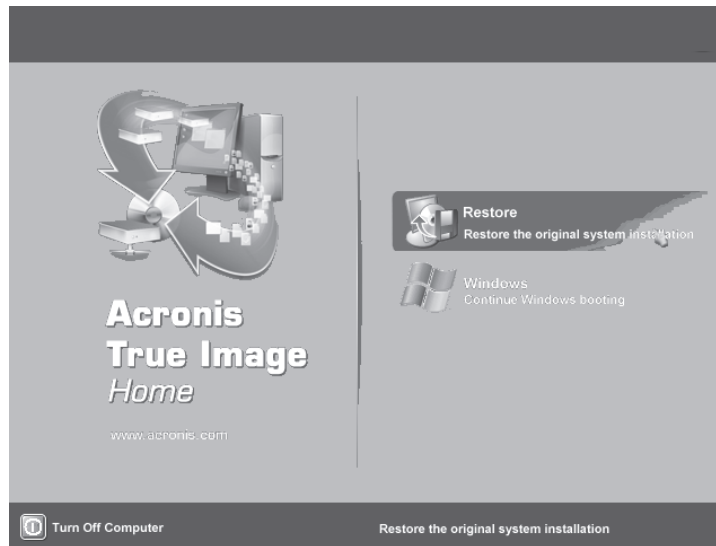 Acronis
True Image
Home
www.acronis.com
Restore
Restore the original system installation
Windows
Continue Windows booting
Turn Off Computer
Restore the original system installation